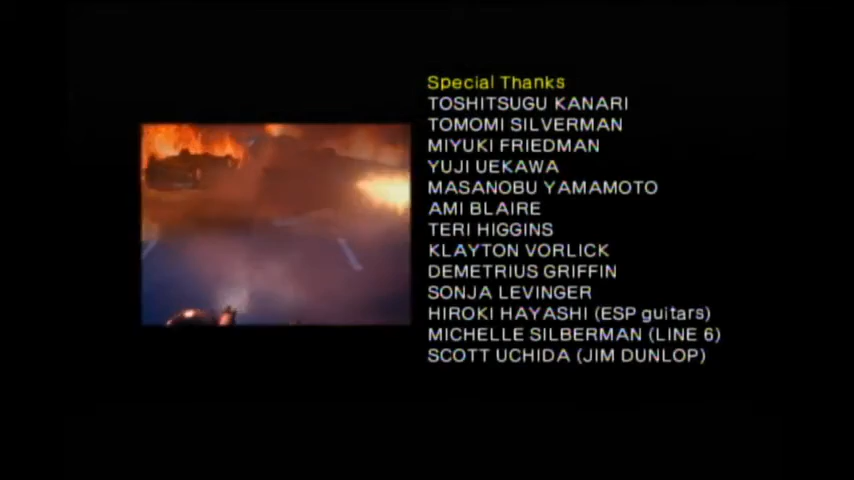 Special Thanks
TOSHITSUGU KANARI
TOMOMI SILVERMAN
MIYUKI FRIEDMAN
YUJI UEKAWA
MASANOBU YAMAMOTO
AMI BLAIRE
TERI HIGGINS
KLAYTON VORLICK
DEMETRIUS GRIFFIN
SONJA LEVINGER
HIROKI HAYASHI (ESP guitars)
MICHELLE SILBERMAN (LINE 6)
SCOTT UCHIDA (JIM DUNLOP)